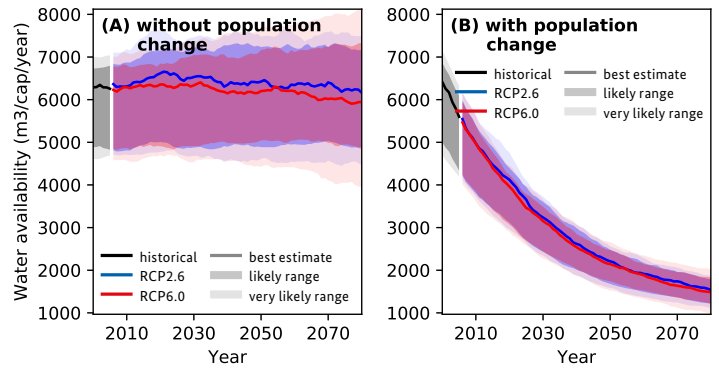 (A) without population
change
8000
7000
6000
5000
4000
3000
2000
1000
Water availability (m3/cap/year)
historical
RCP2.6
RCP6.0
best estimate
likely range
very likely range
2010
2030
2050
2070
Year
(B) with population
change
8000
7000
6000
5000
4000
3000
2000
1000
historical
RCP2.6
RCP6.0
best estimate
likely range
very likely range
2010
2030
2050
2070
Year